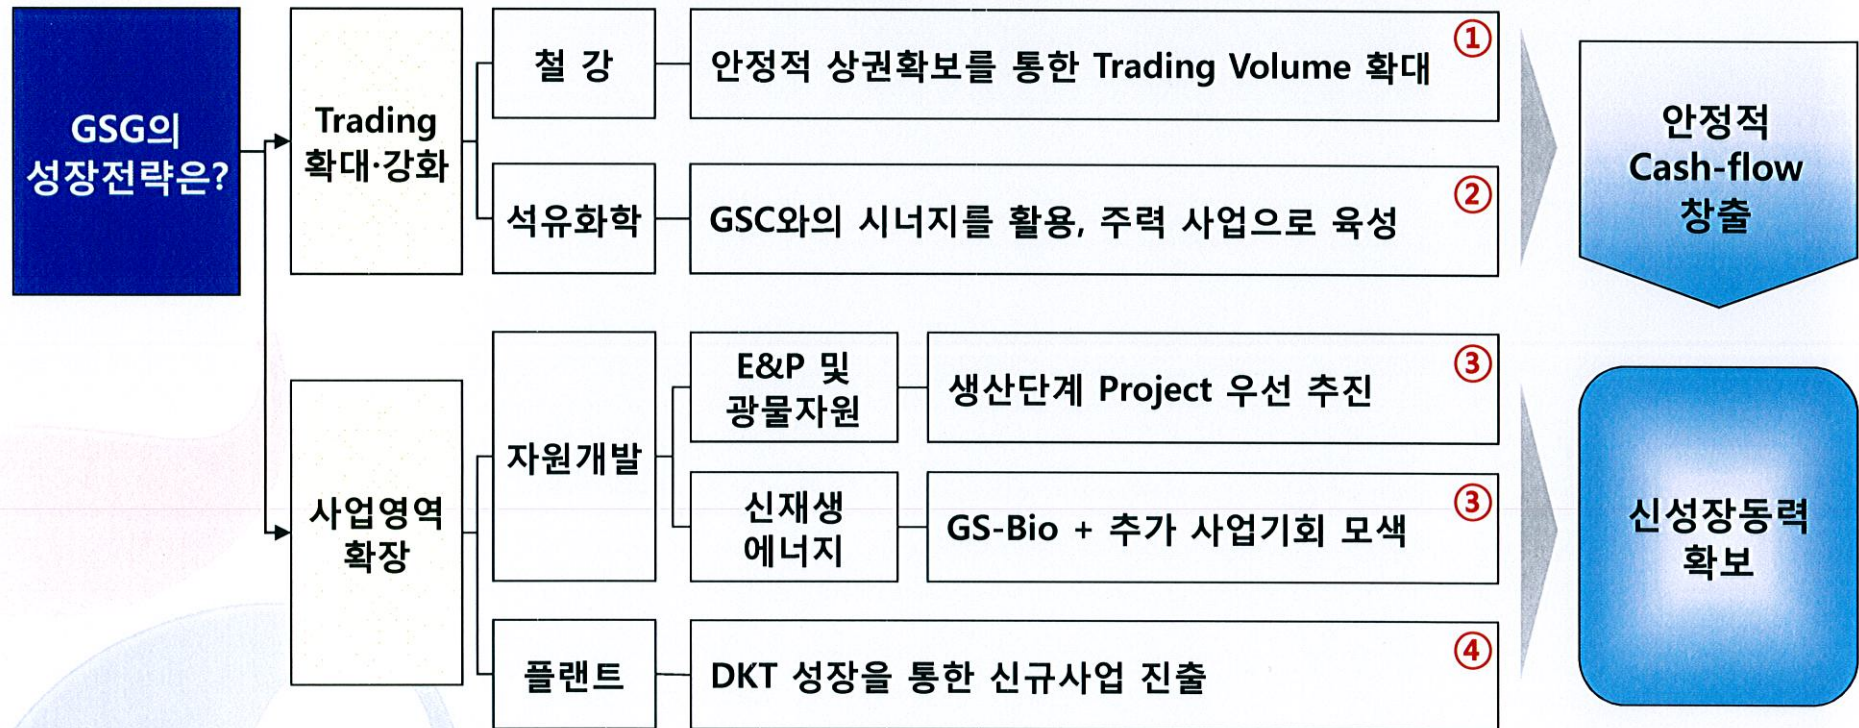 GSG의
성장전략은?
Trading
확대·강화
철 강
안정적 상권확보를 통한 Trading Volume 확대
①
석유화학
GSC와의 시너지를 활용, 주력 사업으로 육성
②
안정적
Cash-flow
창출
사업영역
확장
자원개발
E&P 및
광물자원
생산단계 Project 우선 추진
③
신재생
에너지
GS-Bio + 추가 사업기회 모색
③
플랜트
DKT 성장을 통한 신규사업 진출
④
신성장동력
확보